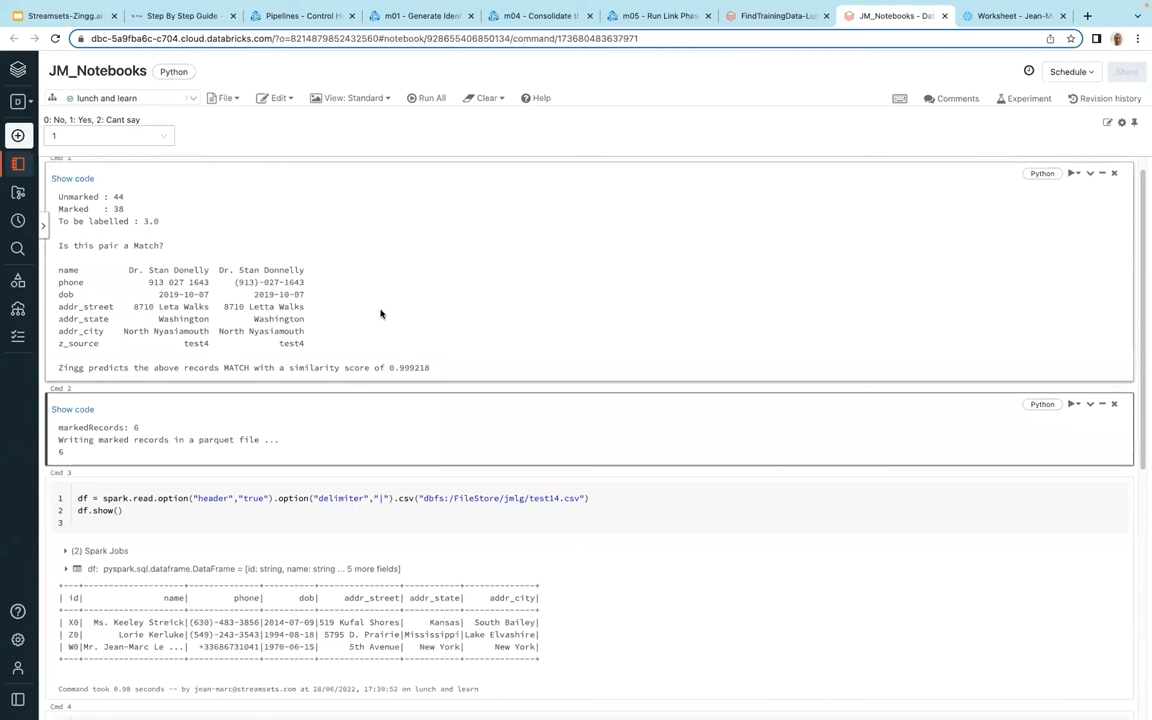 Streamsets-Zingg.ai
Step By Step Guide -
Pipelines - Control H
m01 - Generate Ident
m04 - Consolidate th
m05 - Run Link Phas
FindTrainingData-Lun
JM_Notebooks - Dat
Worksheet - Jean-M
dbc-5a9fba6c-c704.cloud.databricks.com/?o=8214879852432560#notebook/928655406850134/command/173680483637971
JM_Notebooks
Python
Schedule
Share
D
lunch and learn
File
Edit
View: Standard
Run All
Clear
Help
Comments
Experiment
Revision history
0: No, 1: Yes, 2: Cant say
1
Cmd 1
Show code
Python
Unmarked : 44
Marked : 38
To be labelled : 3.0
Is this pair a Match?
name Dr. Stan Donelly Dr. Stan Donnelly
phone 913 027 1643 (913)-027-1643
dob 2019-10-07 2019-10-07
addr_street 8710 Leta Walks 8710 Letta Walks
addr_state Washington Washington
addr_city North Nyasiamouth North Nyasiamouth
z_source test4 test4
Zingg predicts the above records MATCH with a similarity score of 0.999218
Cmd 2
Show code
Python
markedRecords: 6
Writing marked records in a parquet file ...
6
Cmd 3
1 df = spark.read.option("header","true").option("delimiter","|").csv("dbfs:/FileStore/jmlg/test14.csv")
2 df.show()
3
(2) Spark Jobs
df: pyspark.sql.dataframe.DataFrame = [id: string, name: string ... 5 more fields]
+---+--------------------+--------------+----------+---------------+-----------+--------------+
| id| name| phone| dob| addr_street| addr_state| addr_city|
+---+--------------------+--------------+----------+---------------+-----------+--------------+
| X0| Ms. Keeley Streick|(630)-483-3856|2014-07-09|519 Kufal Shores| Kansas| South Bailey|
| Z0| Lorie Kerluke|(549)-243-3543|1994-08-18| 5795 D. Prairie|Mississippi|Lake Elvashire|
| W0|Mr. Jean-Marc Le ...| +33686731041|1970-06-15| 5th Avenue| New York| New York|
+---+--------------------+--------------+----------+---------------+-----------+--------------+
Command took 0.98 seconds -- by jean-marc@streamsets.com at 28/06/2022, 17:30:52 on lunch and learn
Cmd 4